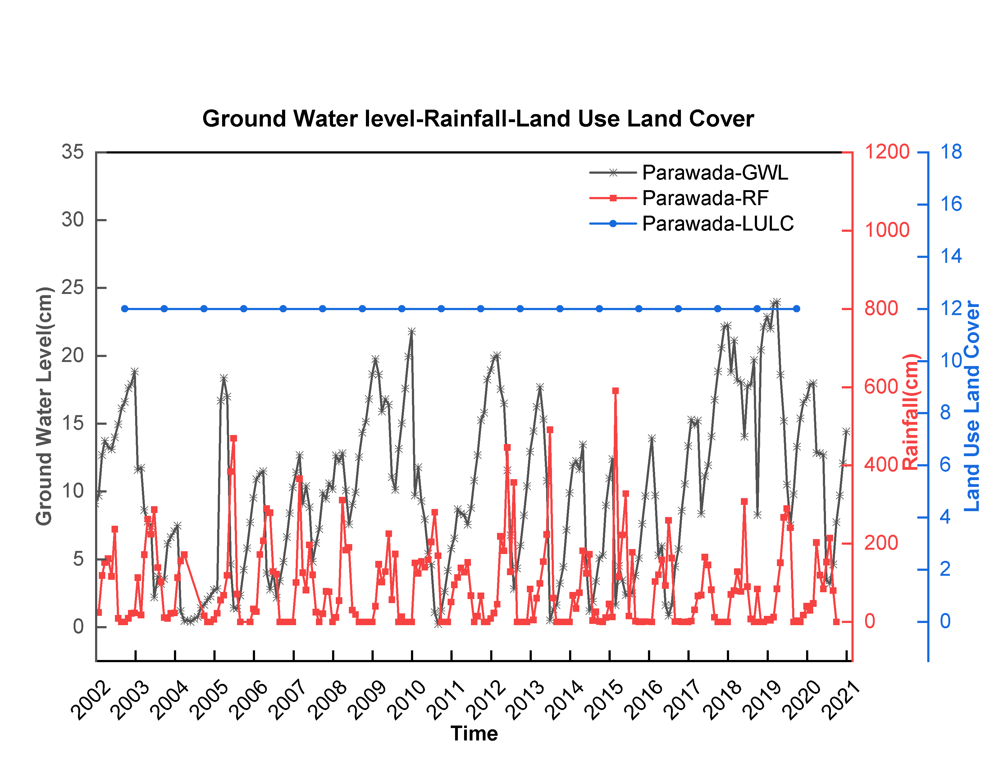 Ground Water level-Rainfall-Land Use Land Cover
Parawada-GWL
Parawada-RF
Parawada-LULC
Ground Water Level(cm)
35
30
25
20
15
10
5
0
1200
1000
800
600
400
200
0
Rainfall(cm)
18
16
14
12
10
8
6
4
2
0
Land Use Land Cover
2002 2003 2004 2005 2006 2007 2008 2009 2010 2011 2012 2013 2014 2015 2016 2017 2018 2019 2020 2021
Time